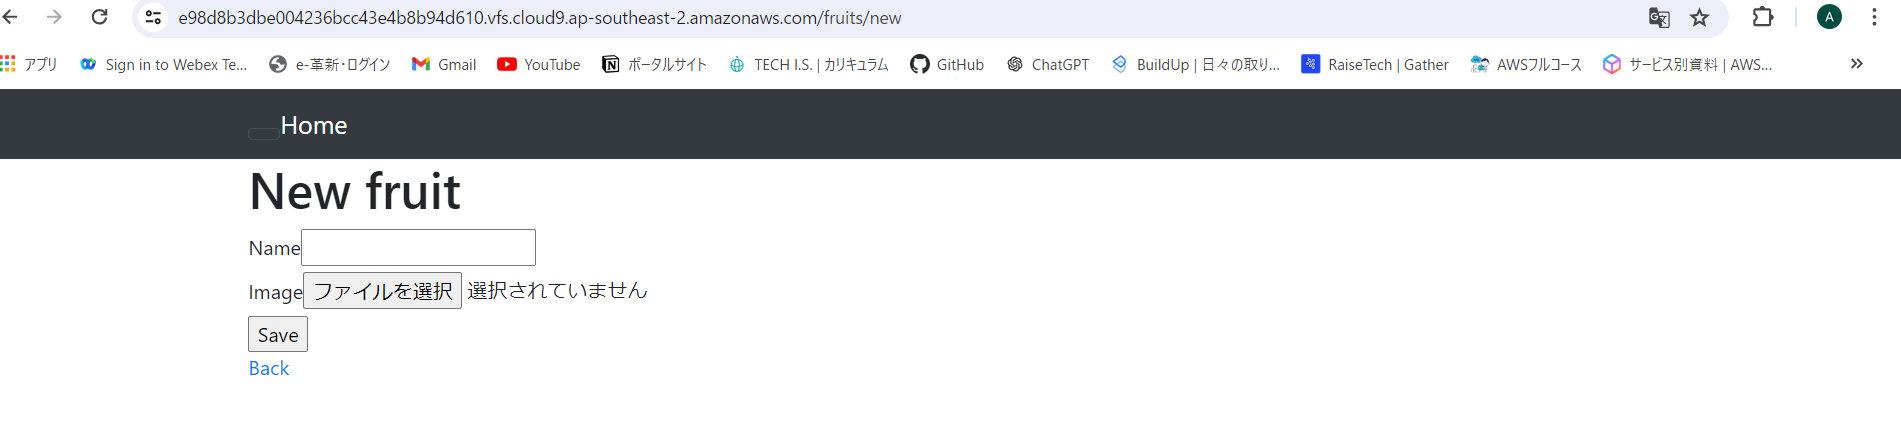 e98d8b3dbe004236bcc43e4b8b94d610.vfs.cloud9.ap-southeast-2.amazonaws.com/fruits/new
A
アプリ Sign in to Webex Te... e-革新・ログイン Gmail YouTube ポータルサイト TECH I.S. | カリキュラム GitHub ChatGPT BuildUp | 日々の取り... RaiseTech | Gather AWSフルコース サービス別資料 | AWS...
Home
New fruit
Name
Image ファイルを選択 選択されていません
Save
Back